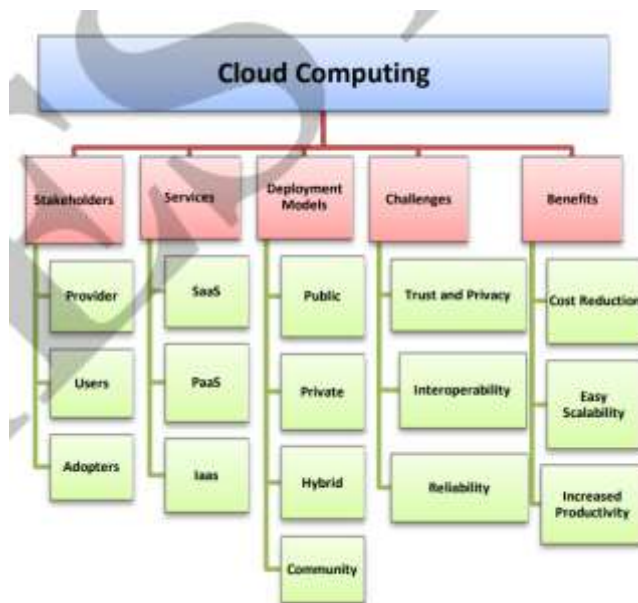 Cloud Computing
Stakeholders
Provider
Users
Adopters
Services
SaaS
PaaS
Iaas
Deployment
Models
Public
Private
Hybrid
Community
Challenges
Trust and Privacy
Interoperability
Reliability
Benefits
Cost Reduction
Easy
Scalability
Increased
Productivity